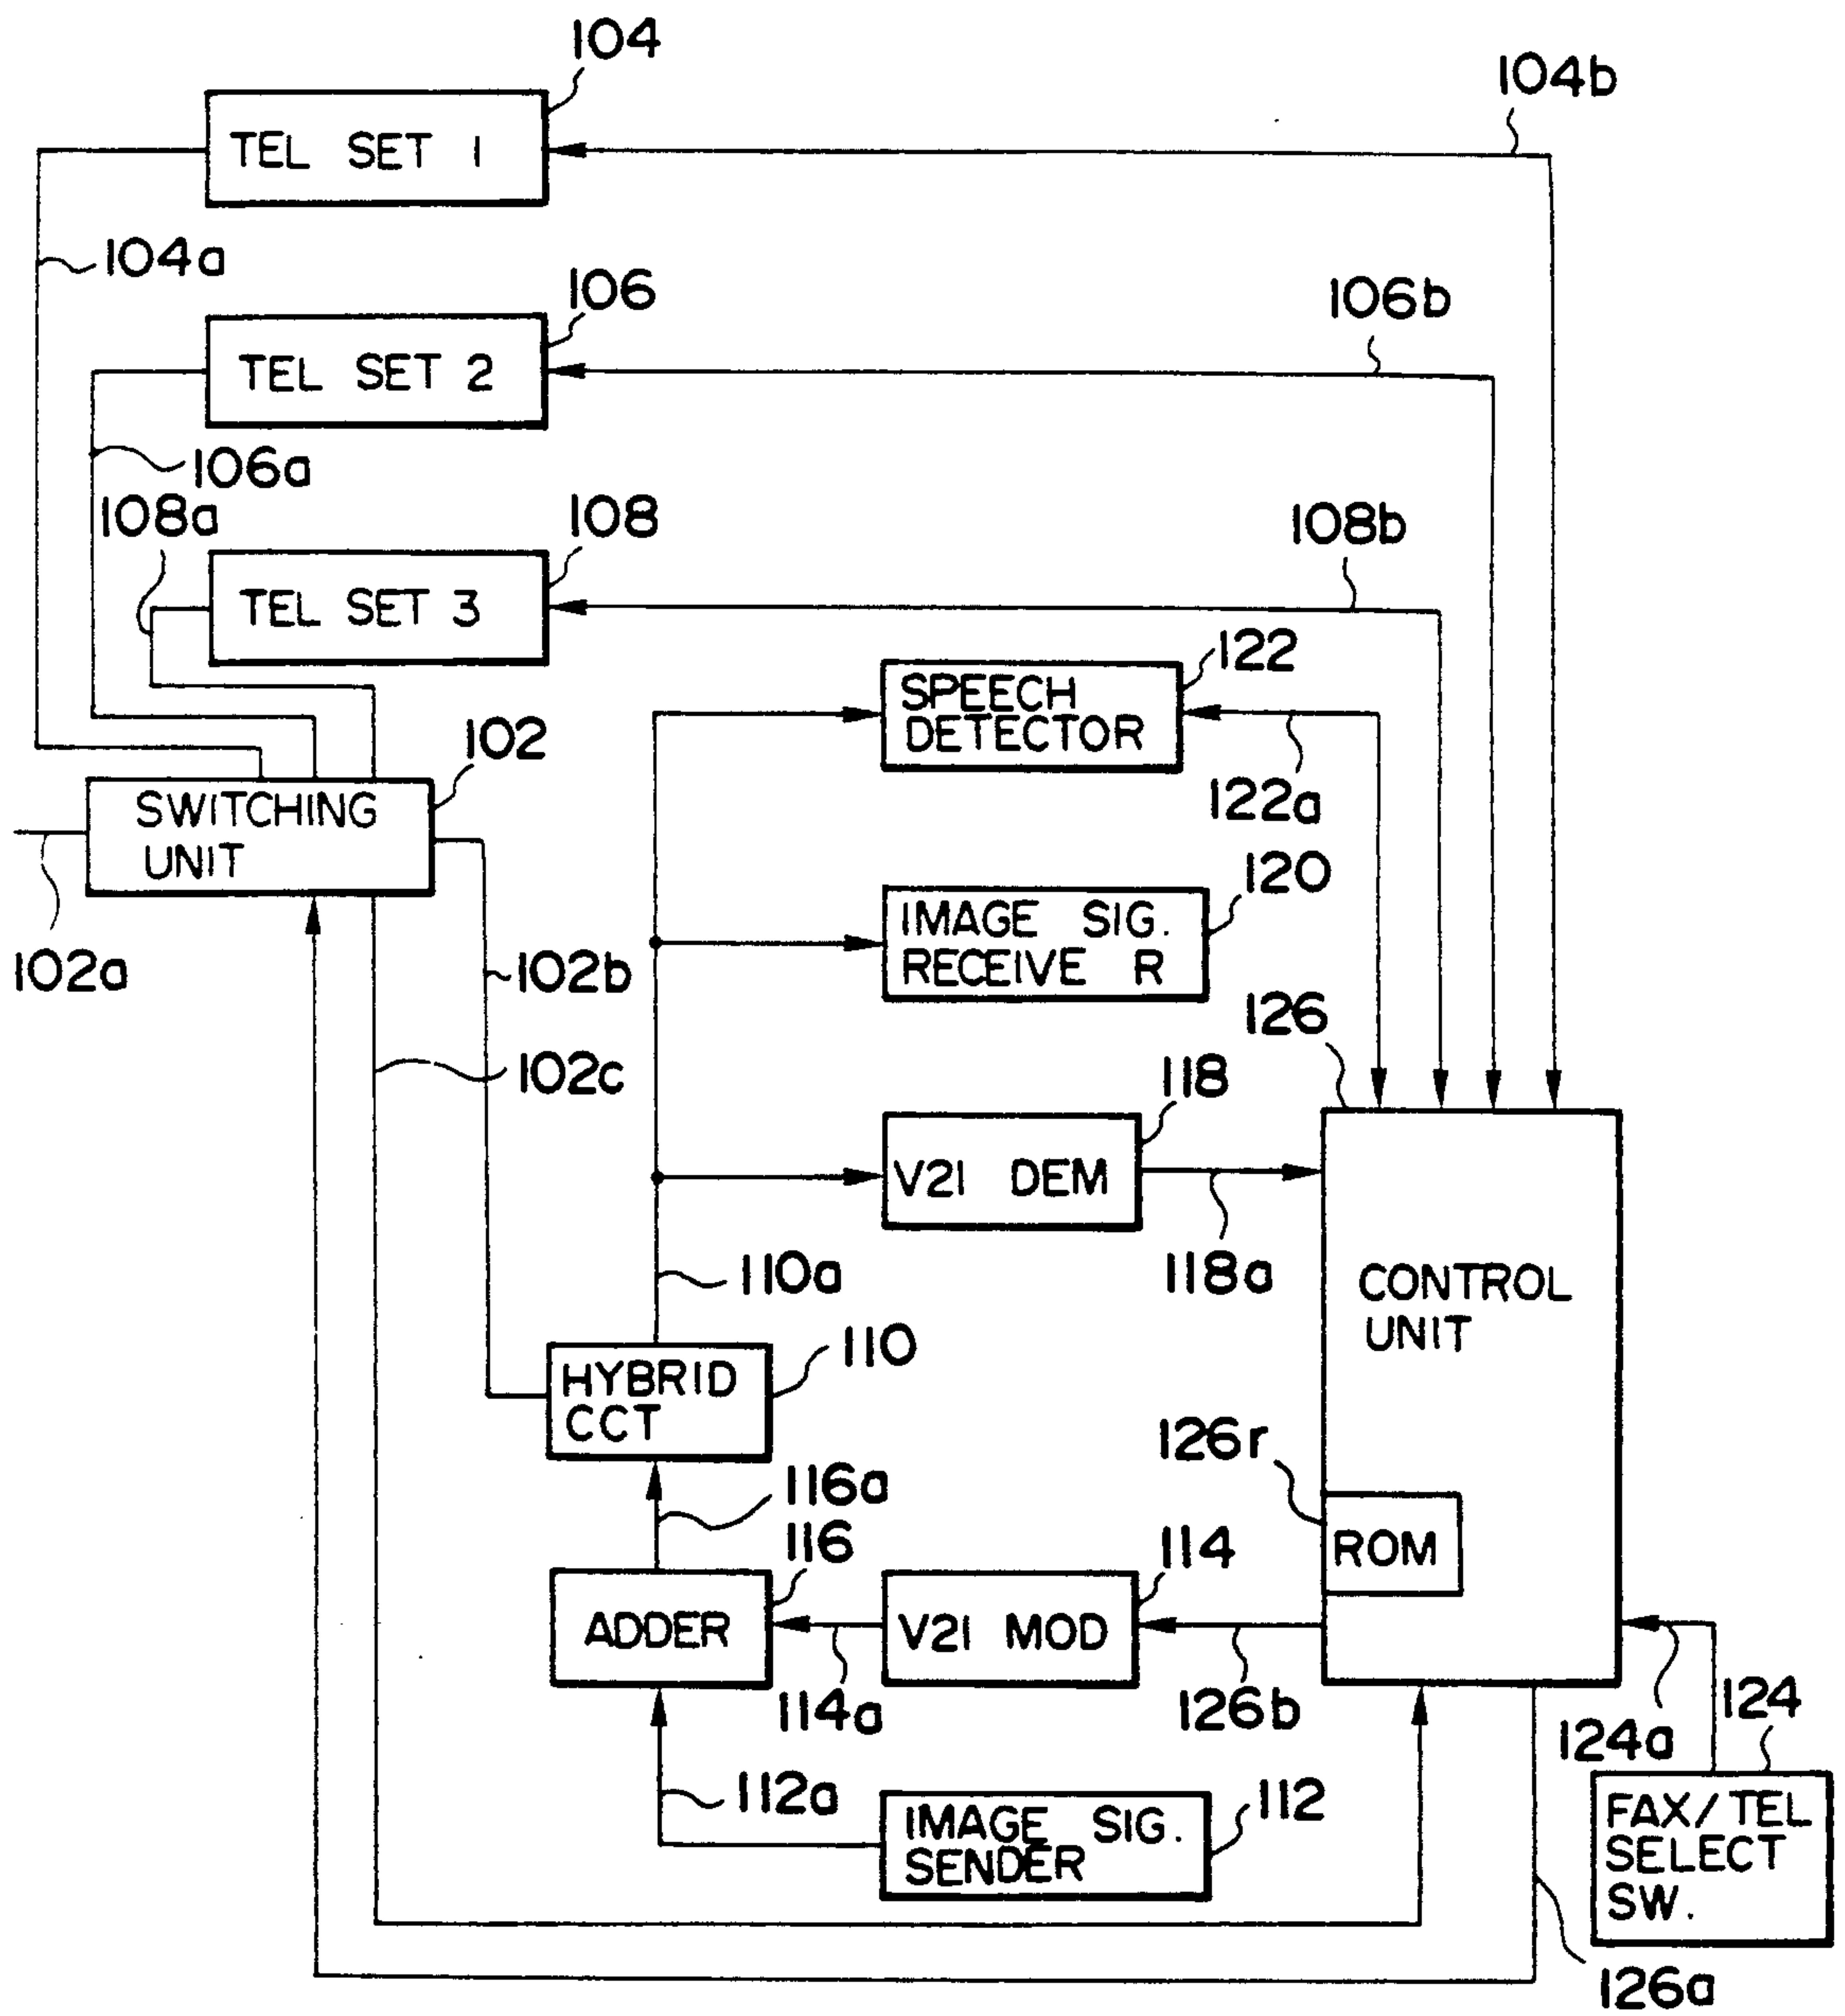 104
104b
TEL SET 1
104a
106
106b
TEL SET 2
106a
108a
108
108b
TEL SET 3
122
SPEECH
DETECTOR
122a
102
SWITCHING
UNIT
102a
102b
120
IMAGE SIG.
RECEIVE R
126
102c
118
V21 DEM
118a
110a
CONTROL
UNIT
110
HYBRID
CCT
126r
116a
116
114
ROM
ADDER
V21 MOD
114a
126b
124
124a
112a
112
IMAGE SIG.
SENDER
FAX/TEL
SELECT
SW.
126a